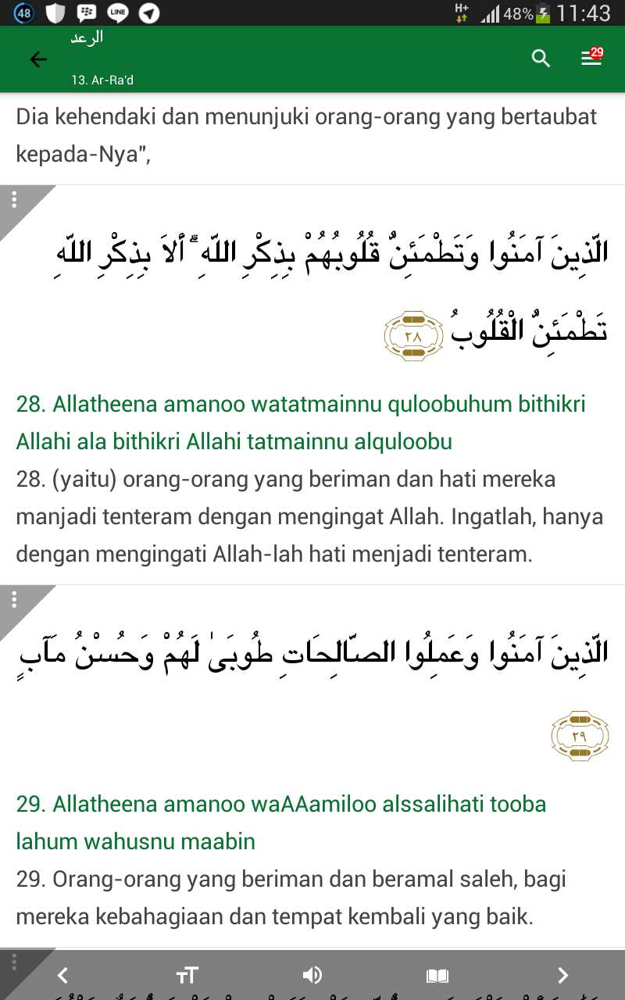 48 LINE H+ 48% 11:43
الرعد
13. Ar-Ra'd
29
Dia kehendaki dan menunjuki orang-orang yang bertaubat
kepada-Nya",
الَّذِينَ آمَنُوا وَتَطْمَئِنُّ قُلُوبُهُمْ بِذِكْرِ اللَّهِ ۗ أَلَا بِذِكْرِ اللَّهِ
تَطْمَئِنُّ الْقُلُوبُ ٢٨
28. Allatheena amanoo watatmainnu quloobuhum bithikri
Allahi ala bithikri Allahi tatmainnu alquloobu
28. (yaitu) orang-orang yang beriman dan hati mereka
manjadi tenteram dengan mengingat Allah. Ingatlah, hanya
dengan mengingati Allah-lah hati menjadi tenteram.
الَّذِينَ آمَنُوا وَعَمِلُوا الصَّالِحَاتِ طُوبَىٰ لَهُمْ وَحُسْنُ مَآبٍ
٢٩
29. Allatheena amanoo waAAamiloo alssalihati tooba
lahum wahusnu maabin
29. Orang-orang yang beriman dan beramal saleh, bagi
mereka kebahagiaan dan tempat kembali yang baik.
TT